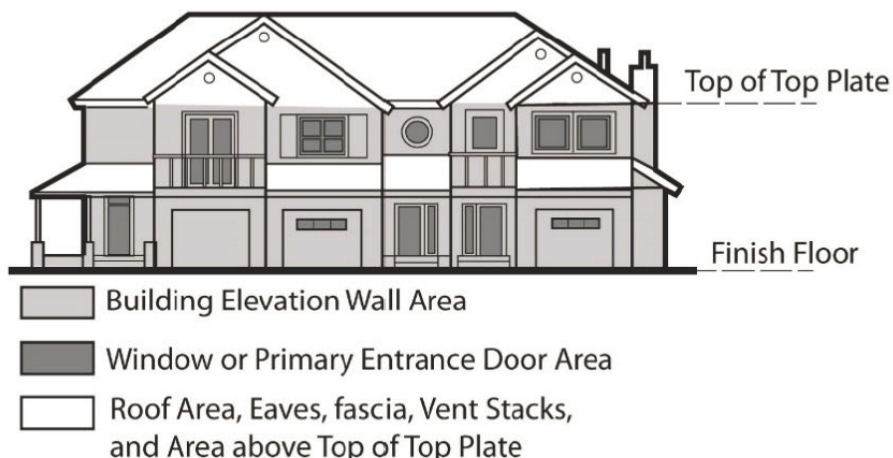 Top of Top Plate
Finish Floor
Building Elevation Wall Area
Window or Primary Entrance Door Area
Roof Area, Eaves, fascia, Vent Stacks,
and Area above Top of Top Plate